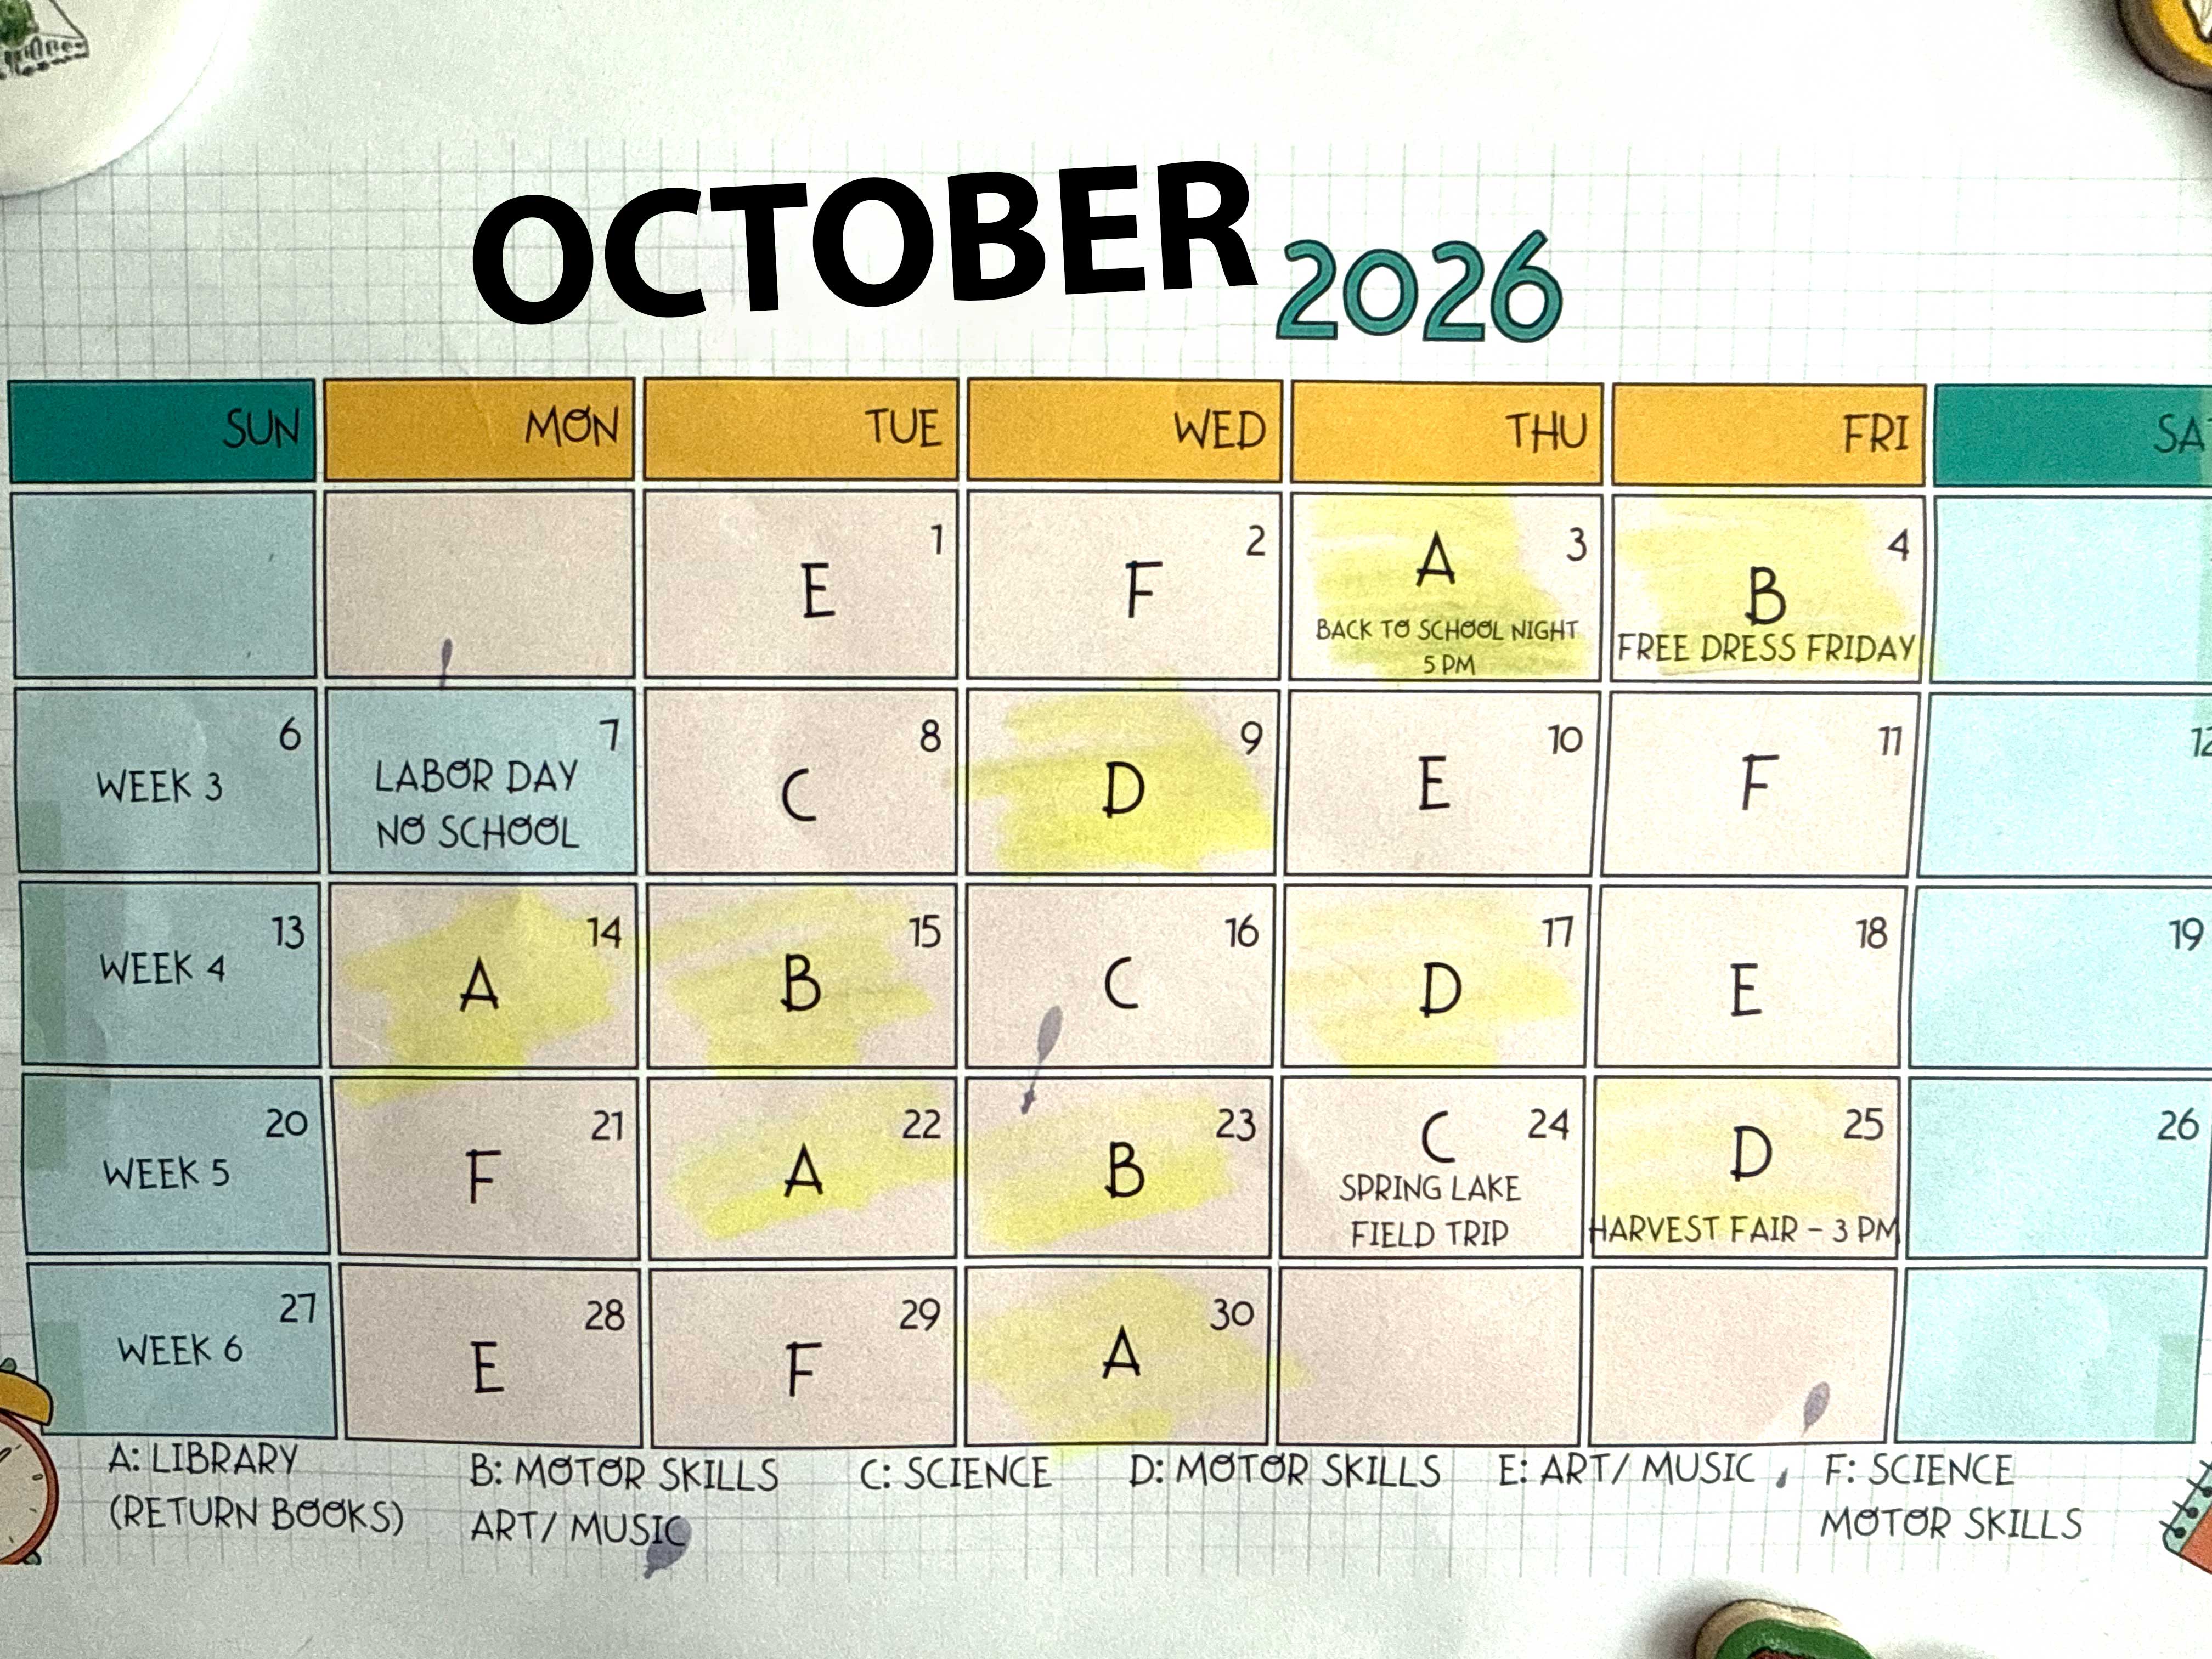 OCTOBER 2026
SUN MON TUE WED THU FRI SA
1 2 3 4
E F A B
BACK TO SCHOOL NIGHT FREE DRESS FRIDAY
5 PM
6 7 8 9 10 11 12
WEEK 3 LABOR DAY C D E F
NO SCHOOL
13 14 15 16 17 18 19
WEEK 4 A B C D E
20 21 22 23 24 25 26
WEEK 5 F A B C D
SPRING LAKE
FIELD TRIP HARVEST FAIR – 3 PM
27 28 29 30
WEEK 6 E F A
A: LIBRARY B: MOTOR SKILLS C: SCIENCE D: MOTOR SKILLS E: ART/ MUSIC F: SCIENCE
(RETURN BOOKS) ART/ MUSIC MOTOR SKILLS